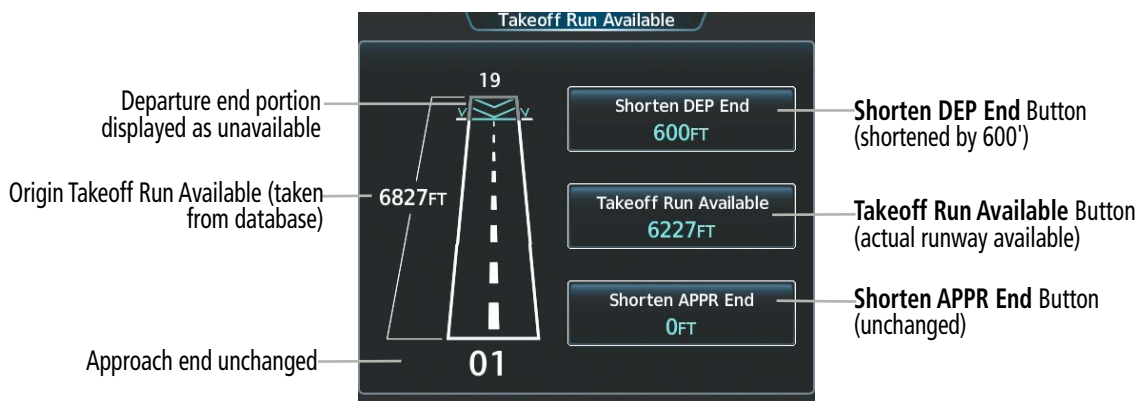 Takeoff Run Available
19
Departure end portion
displayed as unavailable
Shorten DEP End
600FT
Shorten DEP End Button
(shortened by 600')
Origin Takeoff Run Available (taken
from database)
6827FT
Takeoff Run Available
6227FT
Takeoff Run Available Button
(actual runway available)
Shorten APPR End
0FT
Shorten APPR End Button
(unchanged)
Approach end unchanged
01